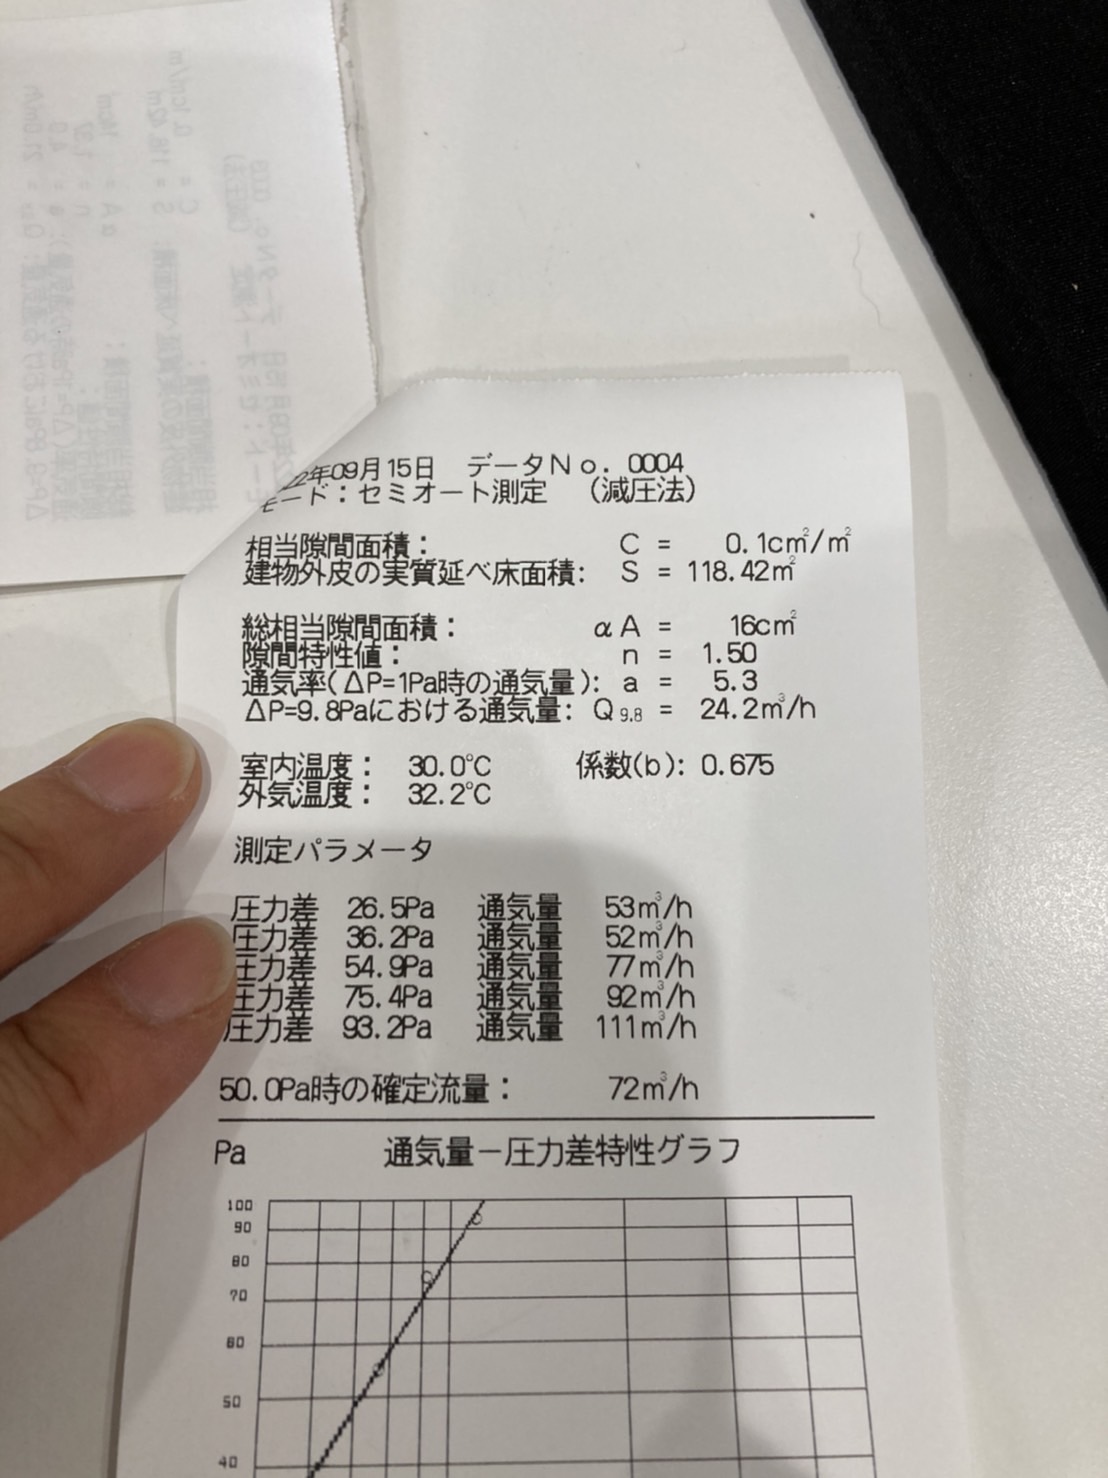 22年09月15日 データNo. 0004
モード：セミオート測定 （減圧法）
相当隙間面積： C = 0.1cm²/m²
建物外皮の実質延べ床面積： S = 118.42m²
総相当隙間面積： αA = 16cm²
隙間特性値： n = 1.50
通気率(ΔP=1Pa時の通気量)： a = 5.3
ΔP=9.8Paにおける通気量： Q9.8 = 24.2m³/h
室内温度： 30.0℃ 係数(b)：0.675
外気温度： 32.2℃
測定パラメータ
圧力差 26.5Pa 通気量 53m³/h
圧力差 36.2Pa 通気量 52m³/h
圧力差 54.9Pa 通気量 77m³/h
圧力差 75.4Pa 通気量 92m³/h
圧力差 93.2Pa 通気量 111m³/h
50.0Pa時の確定流量： 72m³/h
Pa 通気量－圧力差特性グラフ
100
90
80
70
60
50
40